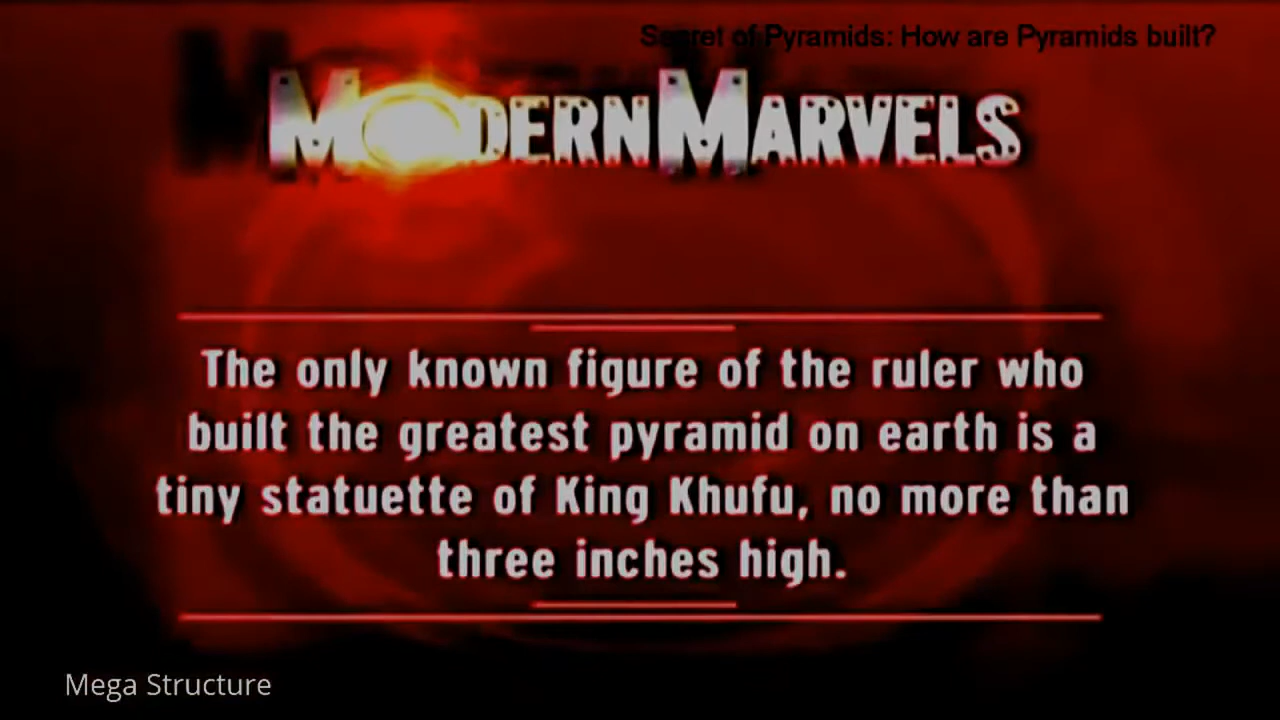 Secret of Pyramids: How are Pyramids built?
MODERN MARVELS
The only known figure of the ruler who
built the greatest pyramid on earth is a
tiny statuette of King Khufu, no more than
three inches high.
Mega Structure